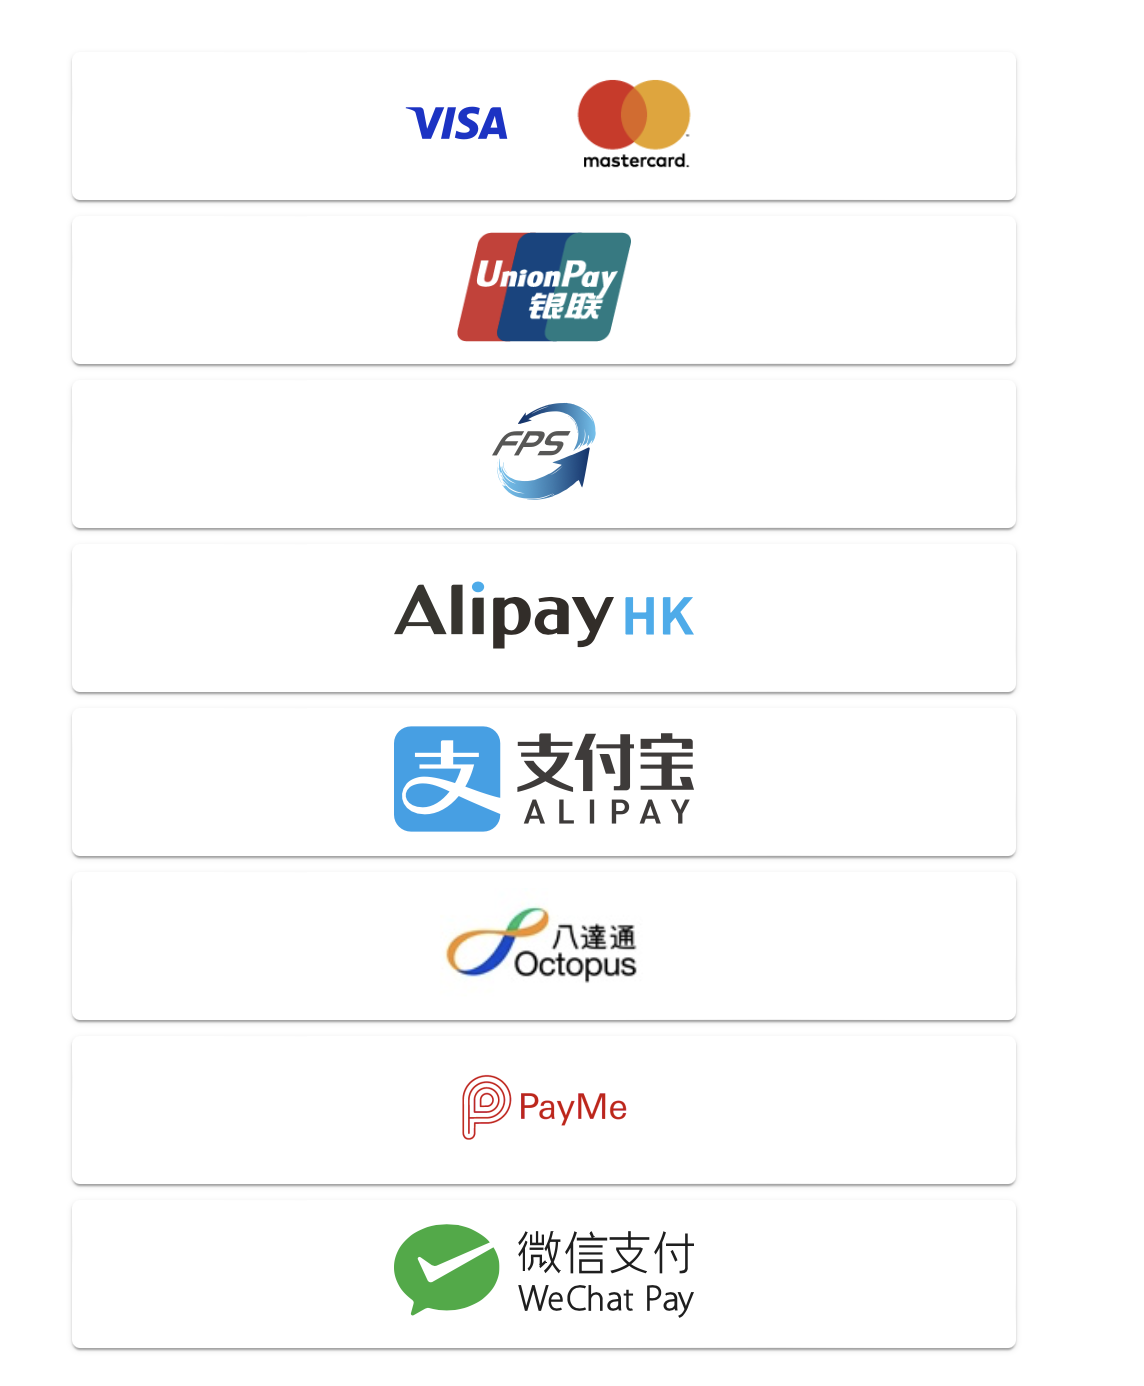 VISA
mastercard.
UnionPay
银联
FPS
Alipay HK
支 支付宝
ALIPAY
八達通
Octopus
PayMe
微信支付
WeChat Pay